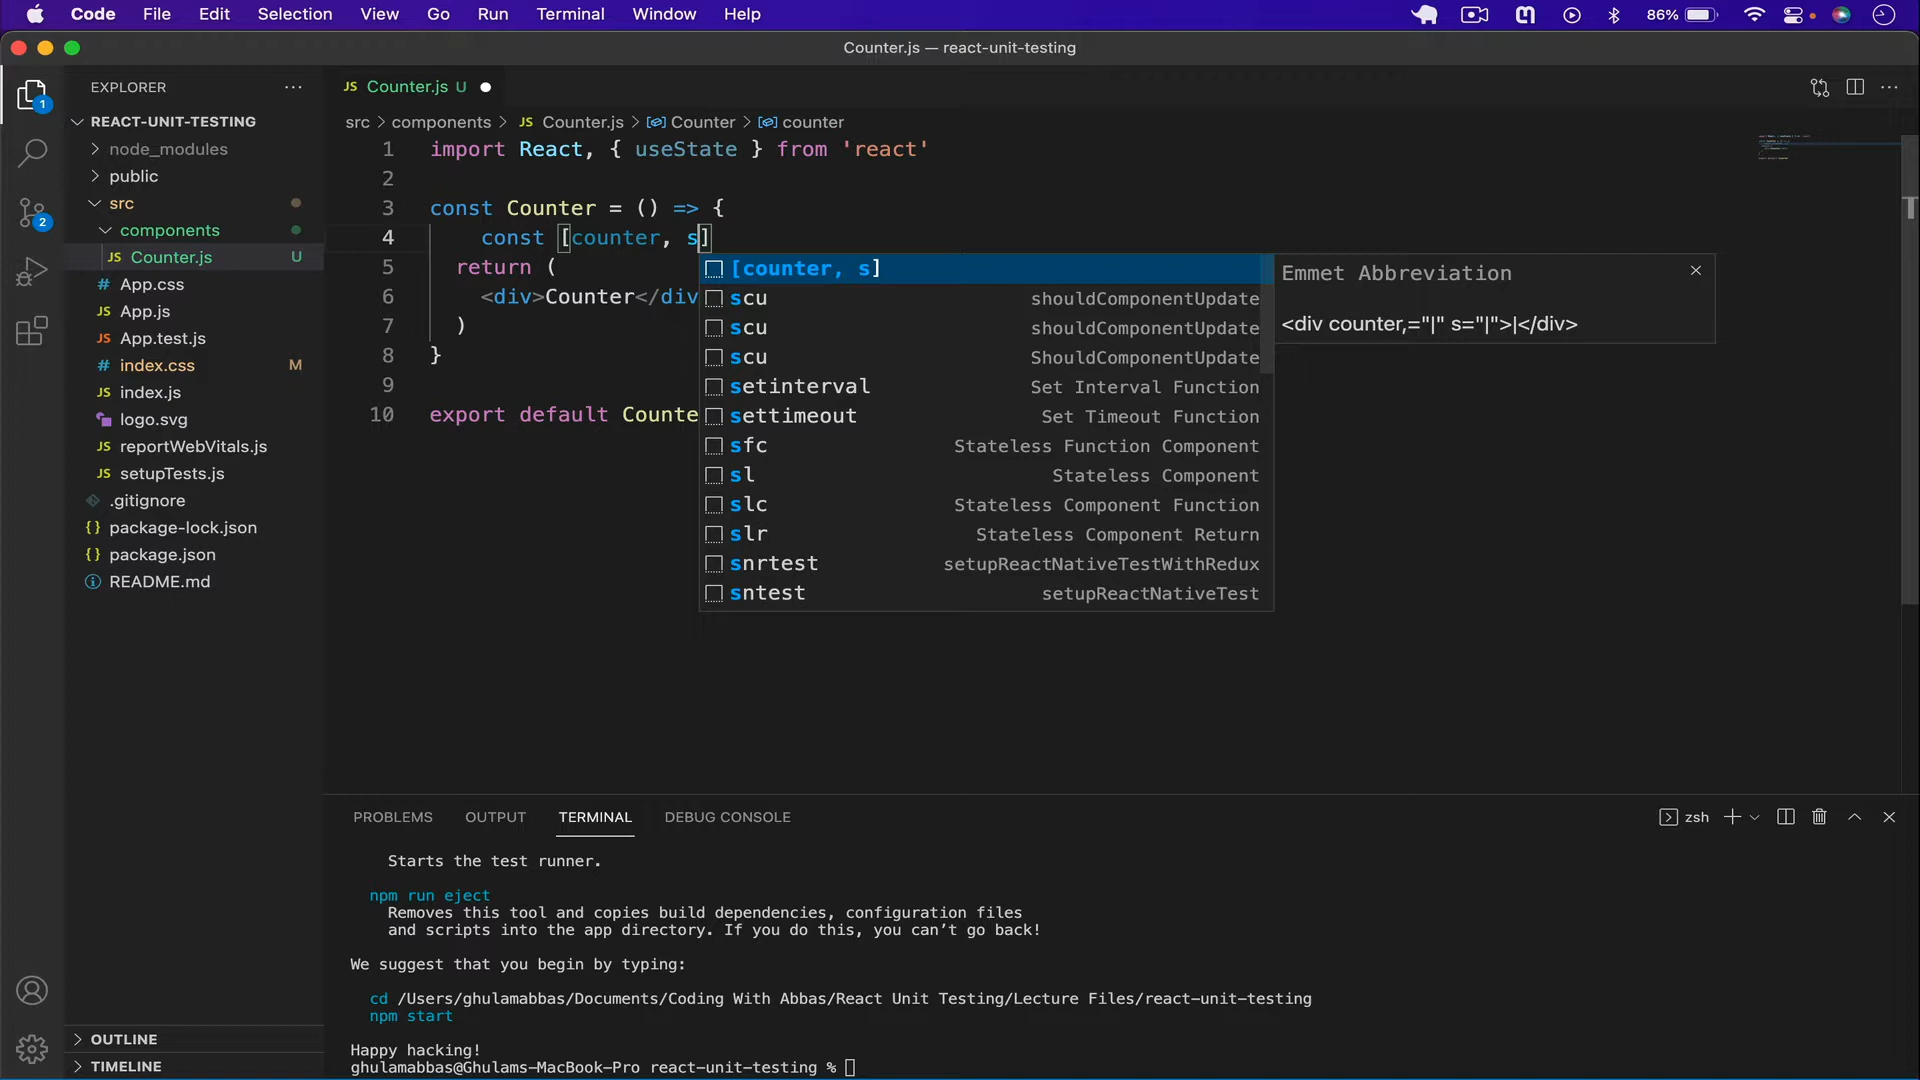 Code File Edit Selection View Go Run Terminal Window Help 86%
Counter.js — react-unit-testing
EXPLORER
JS Counter.js U
REACT-UNIT-TESTING
src > components > JS Counter.js > Counter > counter
node_modules
public
src
components
JS Counter.js U
# App.css
JS App.js
JS App.test.js
# index.css M
JS index.js
logo.svg
JS reportWebVitals.js
JS setupTests.js
.gitignore
{} package-lock.json
{} package.json
README.md
OUTLINE
TIMELINE
1
2
1 import React, { useState } from 'react'
2
3 const Counter = () => {
4 const [counter, s]
5 return (
6 <div>Counter</div
7 )
8 }
9
10 export default Counte
[counter, s]
scu shouldComponentUpdate
scu shouldComponentUpdate
scu ShouldComponentUpdate
setinterval Set Interval Function
settimeout Set Timeout Function
sfc Stateless Function Component
sl Stateless Component
slc Stateless Component Function
slr Stateless Component Return
snrtest setupReactNativeTestWithRedux
sntest setupReactNativeTest
Emmet Abbreviation
<div counter,="|" s="|">|</div>
PROBLEMS OUTPUT TERMINAL DEBUG CONSOLE
zsh
Starts the test runner.
npm run eject
Removes this tool and copies build dependencies, configuration files
and scripts into the app directory. If you do this, you can't go back!
We suggest that you begin by typing:
cd /Users/ghulamabbas/Documents/Coding With Abbas/React Unit Testing/Lecture Files/react-unit-testing
npm start
Happy hacking!
ghulamabbas@Ghulams-MacBook-Pro react-unit-testing %